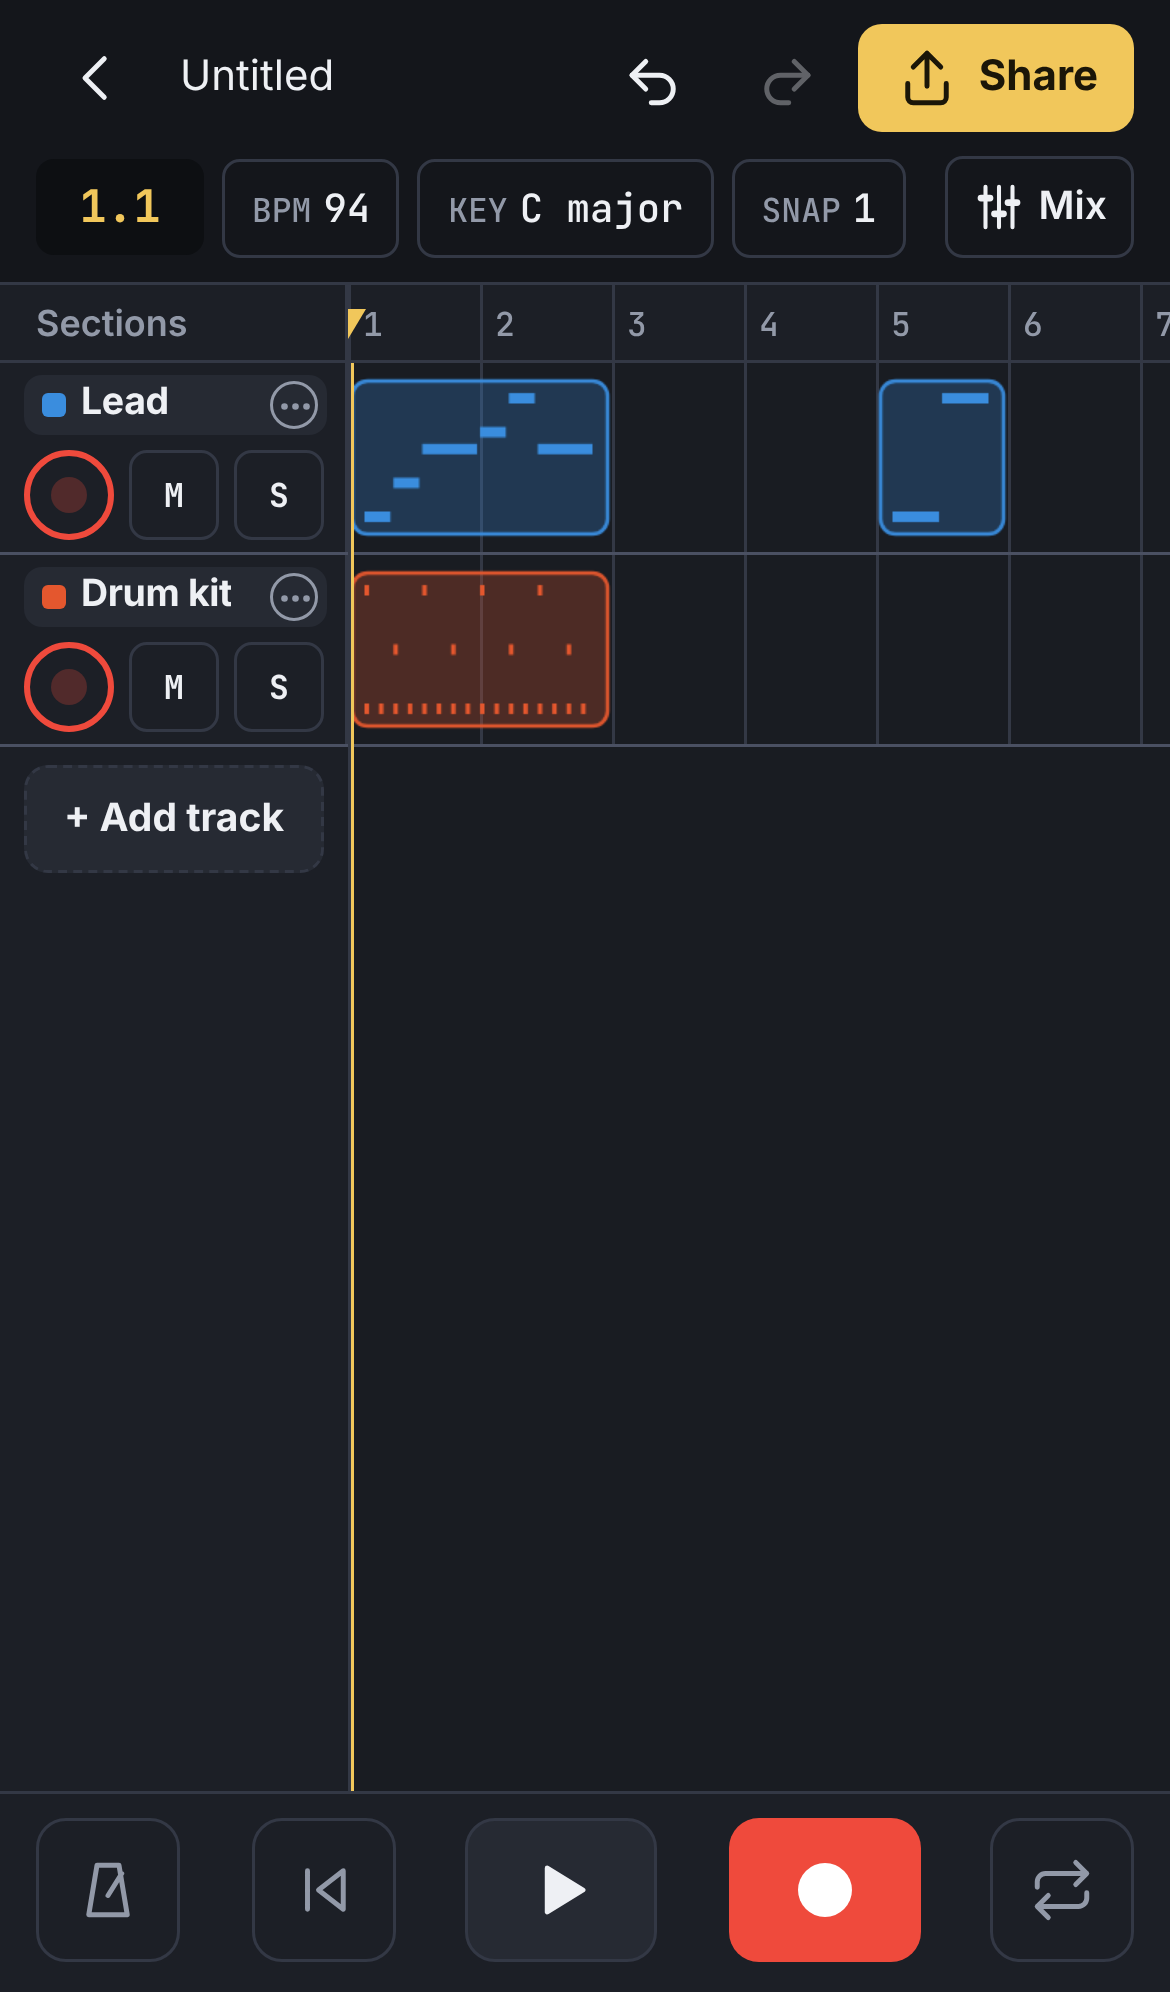 Untitled
Share
1.1
BPM 94
KEY C major
SNAP 1
Mix
Sections
1 2 3 4 5 6 7
Lead
M S
Drum kit
M S
+ Add track